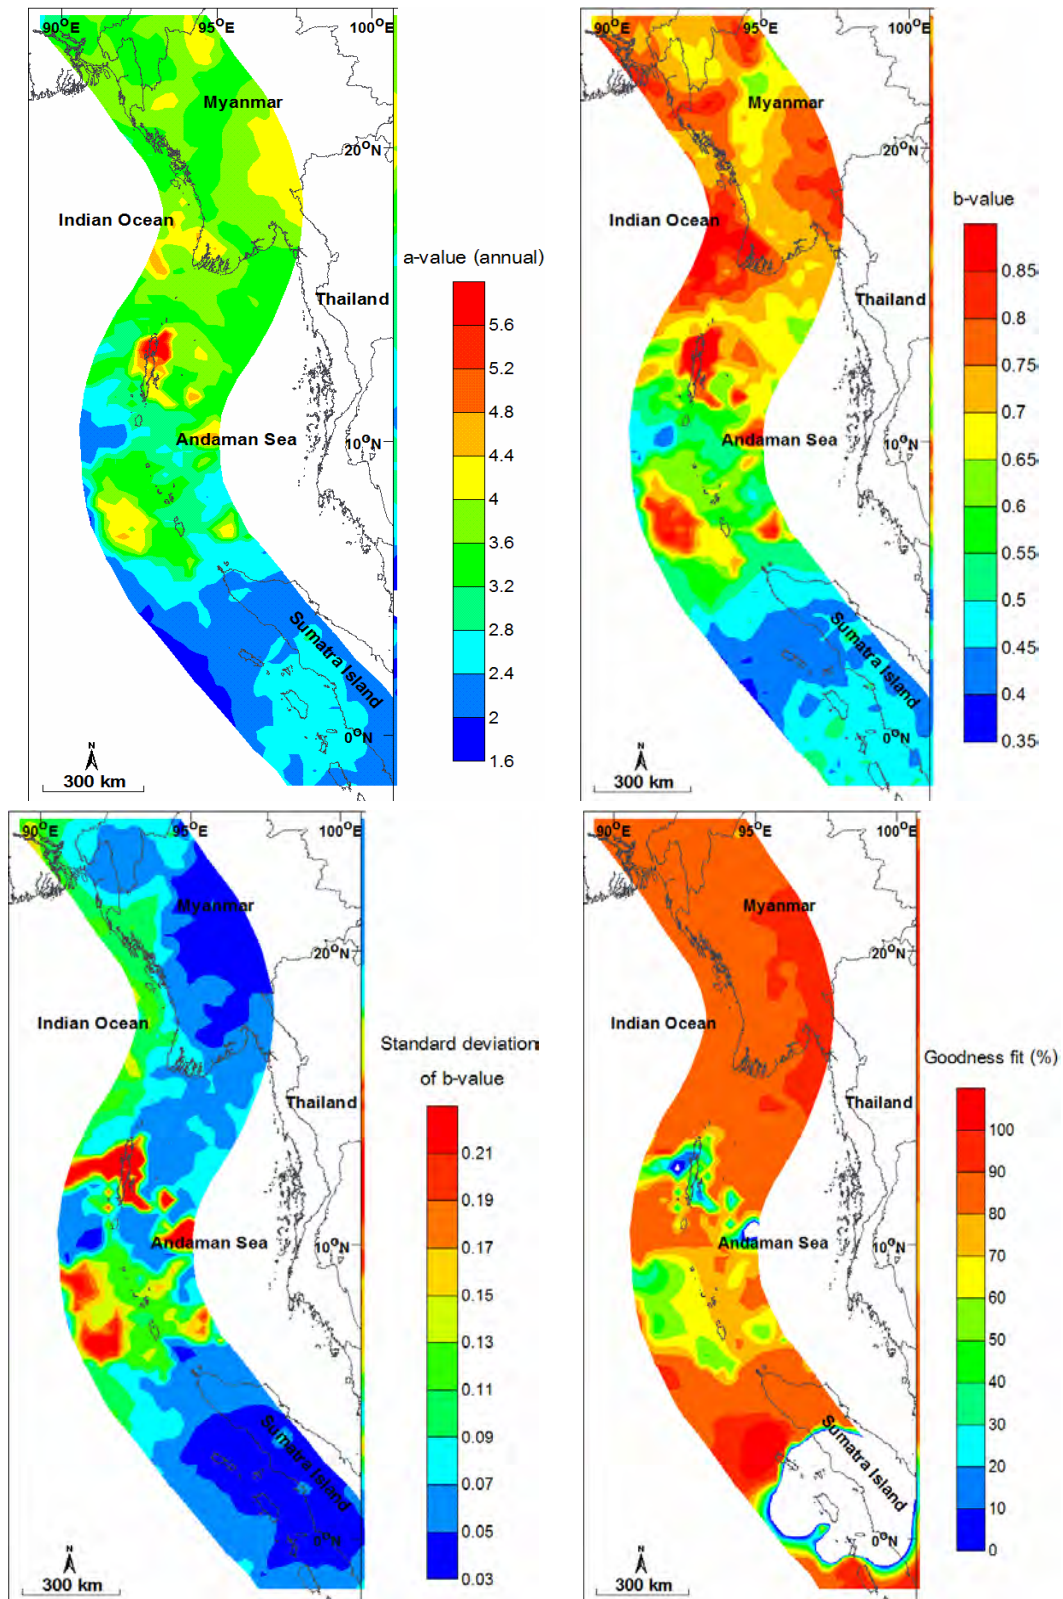 90°E
95°E
100°E
Myanmar
20°N
Indian Ocean
Thailand
Andaman Sea
10°N
Sumatra Island
0°N
N
300 km
a-value (annual)
5.6
5.2
4.8
4.4
4
3.6
3.2
2.8
2.4
2
1.6
90°E
95°E
100°E
Myanmar
20°N
Indian Ocean
Thailand
Andaman Sea
10°N
Sumatra Island
0°N
N
300 km
b-value
0.85
0.8
0.75
0.7
0.65
0.6
0.55
0.5
0.45
0.4
0.35
90°E
95°E
100°E
Myanmar
20°N
Indian Ocean
Thailand
Andaman Sea
10°N
Sumatra Island
0°N
N
300 km
Standard deviation
of b-value
0.21
0.19
0.17
0.15
0.13
0.11
0.09
0.07
0.05
0.03
90°E
95°E
100°E
Myanmar
20°N
Indian Ocean
Thailand
Andaman Sea
10°N
Sumatra Island
0°N
N
300 km
Goodness fit (%)
100
90
80
70
60
50
40
30
20
10
0